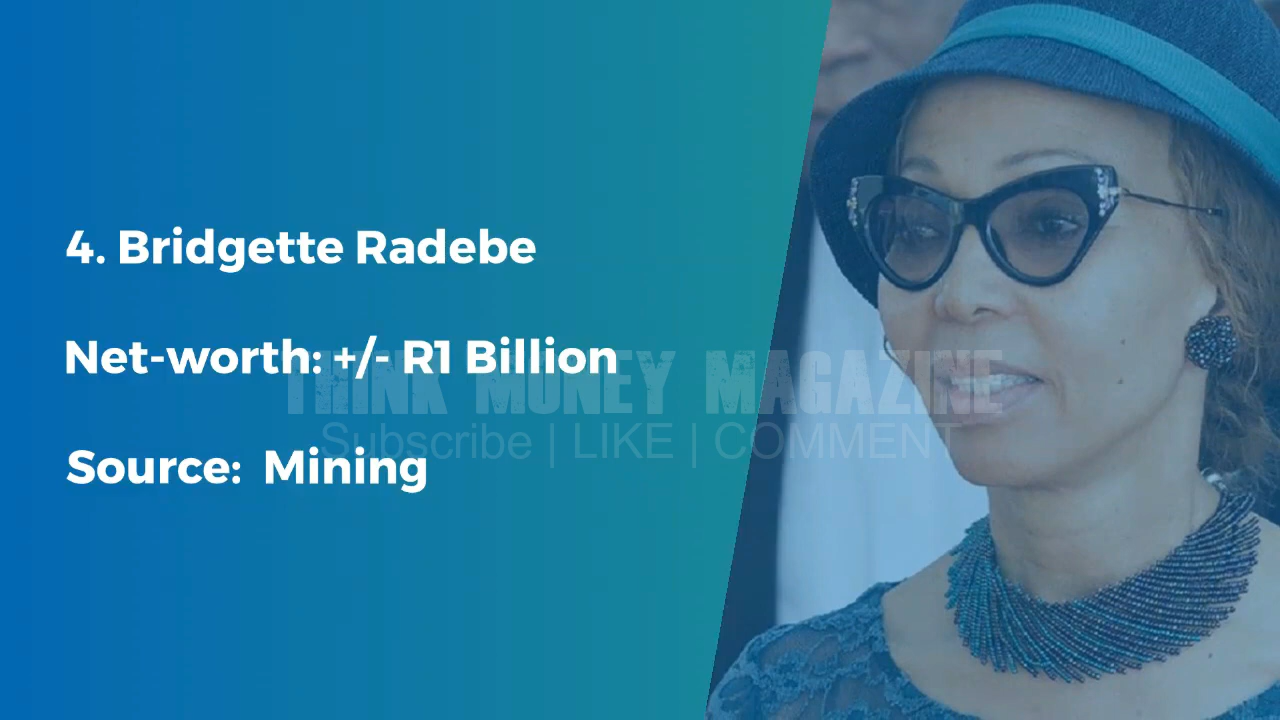 4. Bridgette Radebe
Net-worth: +/- R1 Billion
THINK MONEY MAGAZINE
Subscribe | LIKE | COMMENT
Source: Mining